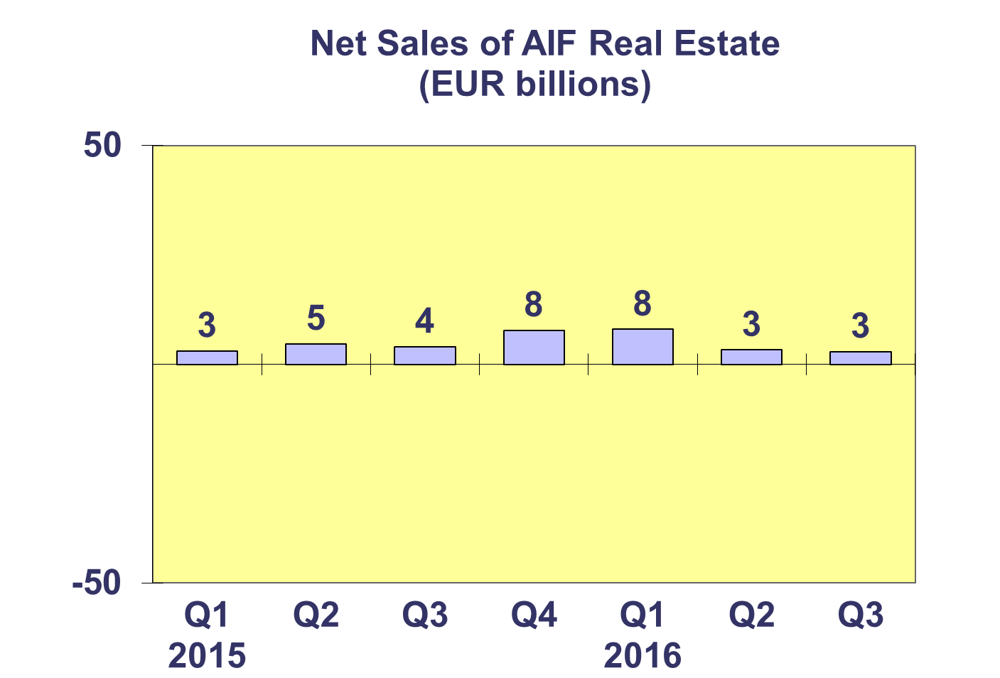 Net Sales of AIF Real Estate
(EUR billions)
50
3 5 4 8 8 3 3
-50
Q1 Q2 Q3 Q4 Q1 Q2 Q3
2015 2016